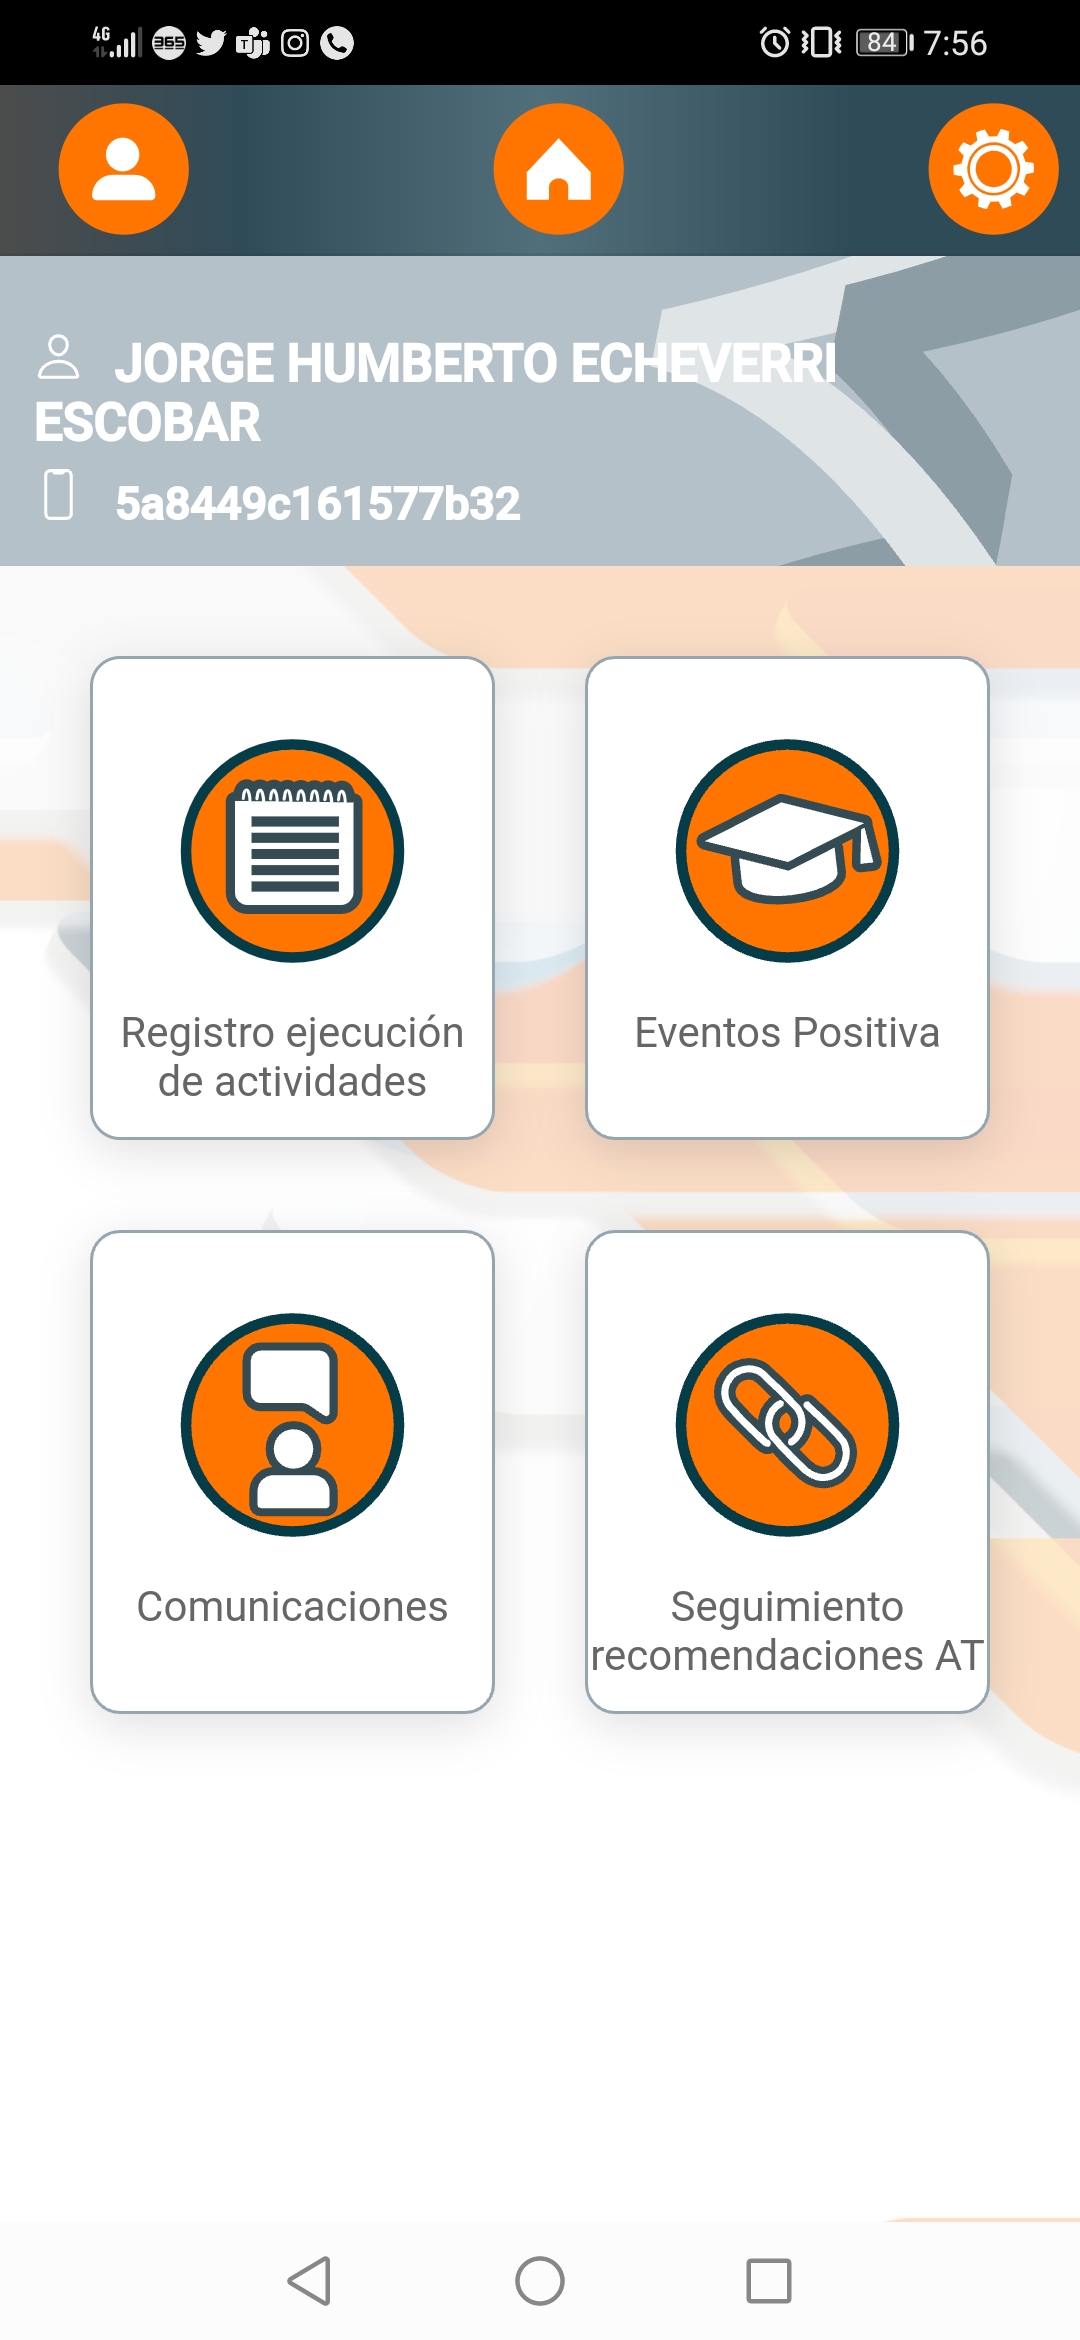 4G 365 84 7:56
JORGE HUMBERTO ECHEVERRI
ESCOBAR
5a8449c161577b32
Registro ejecución
de actividades
Eventos Positiva
Comunicaciones
Seguimiento
recomendaciones AT